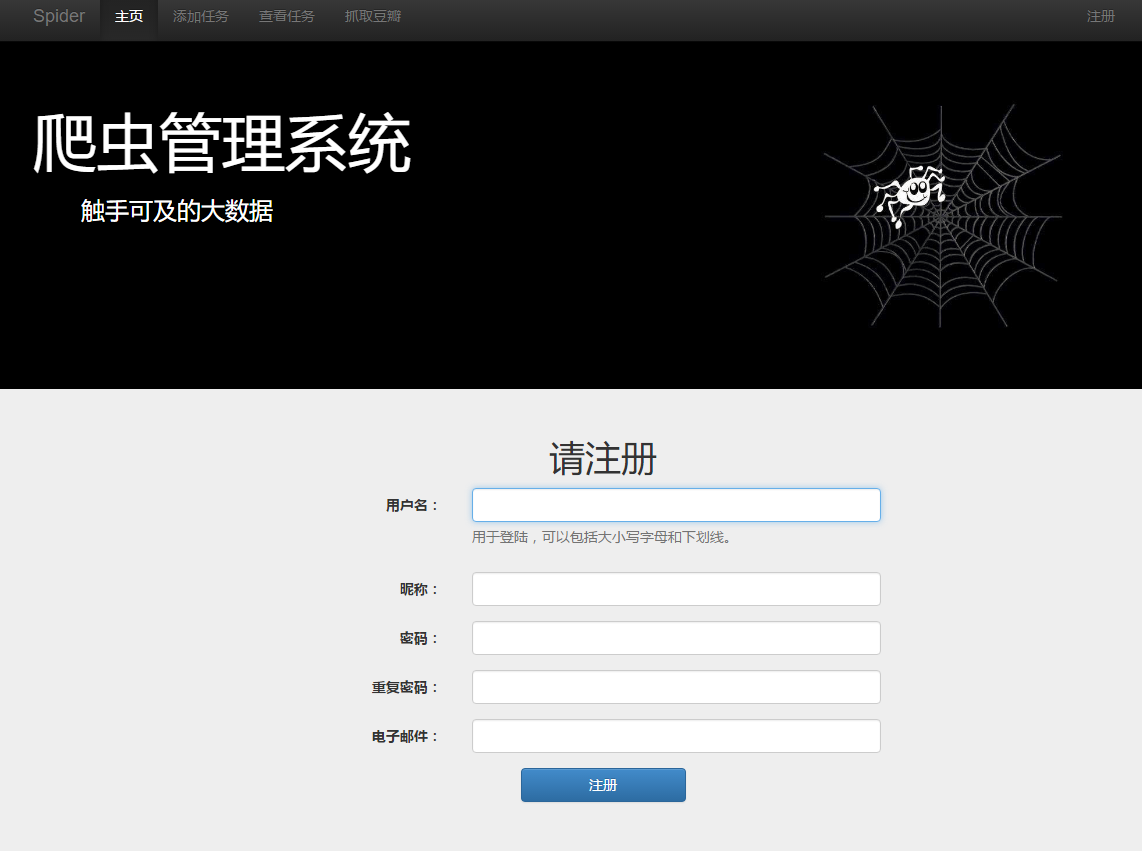 Spider 主页 添加任务 查看任务 抓取豆瓣 注册
爬虫管理系统
触手可及的大数据
请注册
用户名：
用于登陆，可以包括大小写字母和下划线。
昵称：
密码：
重复密码：
电子邮件：
注册